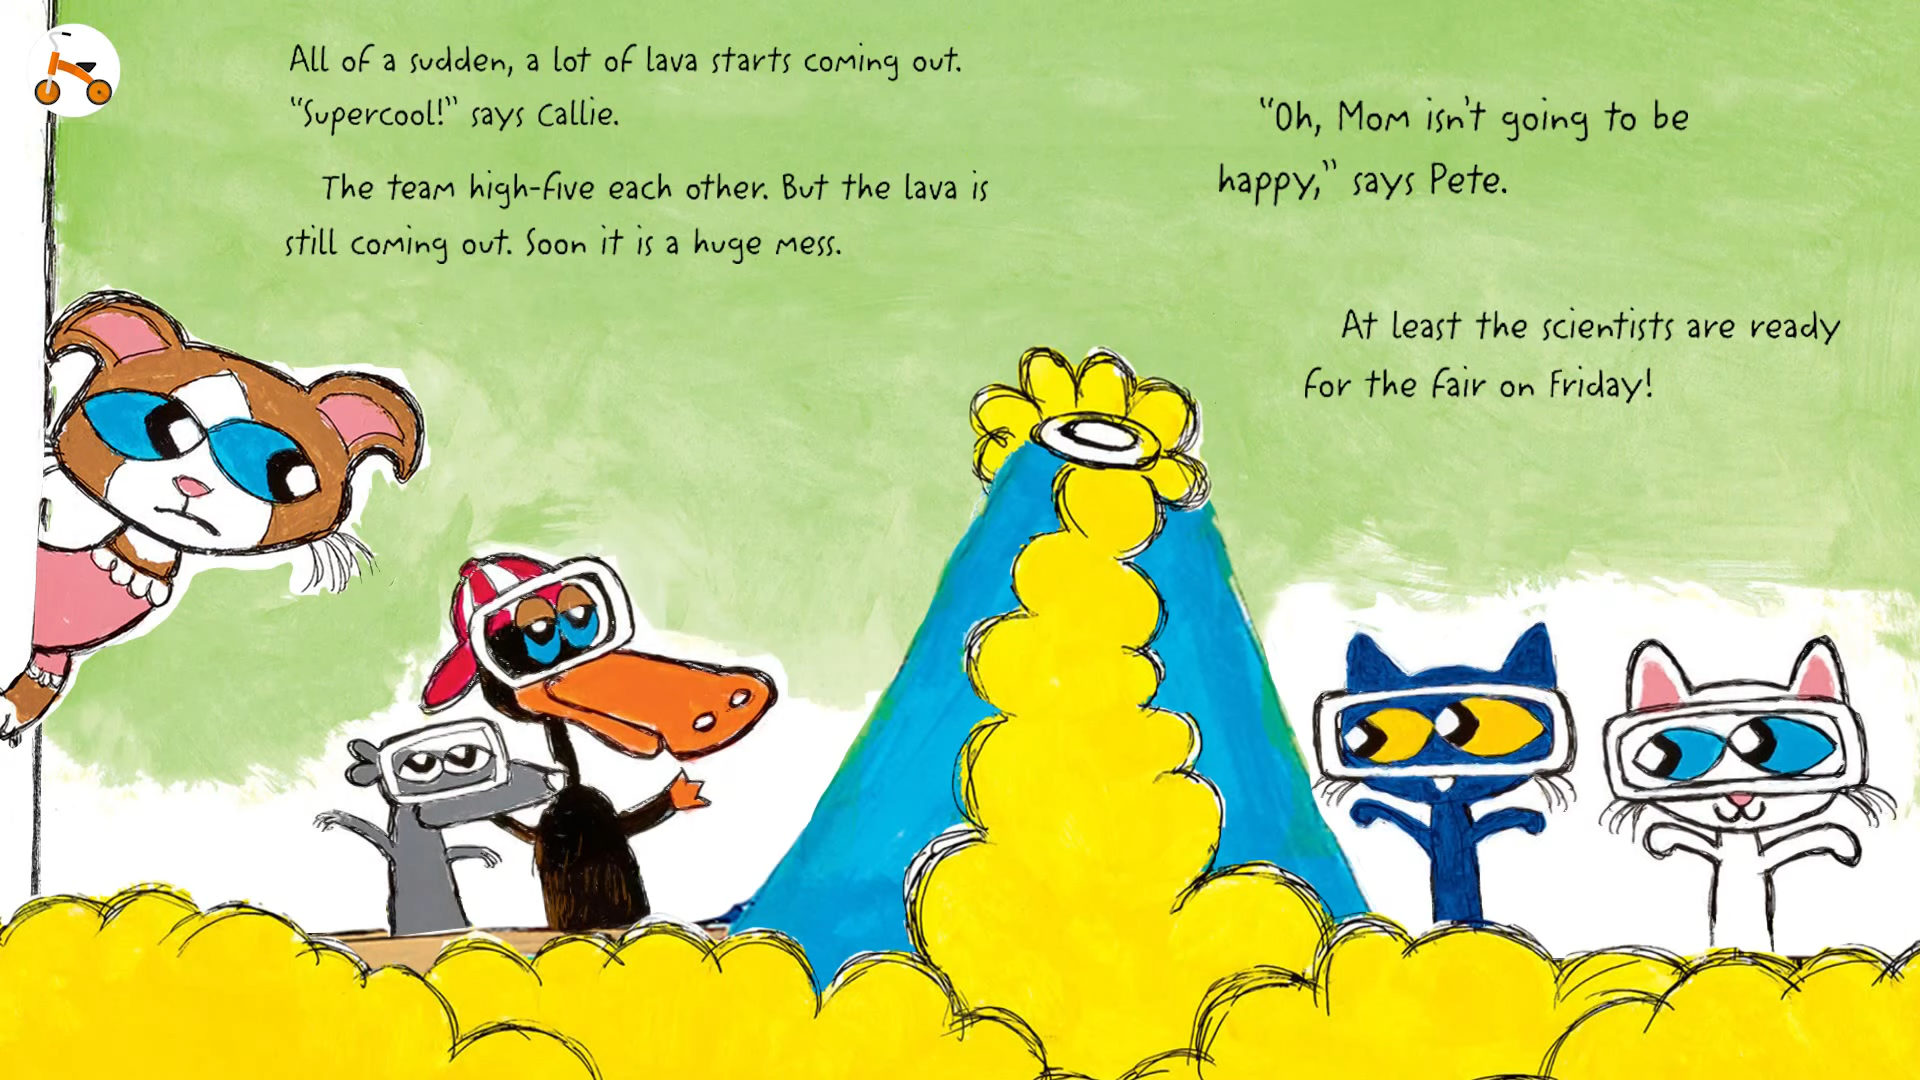 All of a sudden, a lot of lava starts coming out.
“Supercool!” says Callie.
The team high-five each other. But the lava is
still coming out. Soon it is a huge mess.
“Oh, Mom isn’t going to be
happy,” says Pete.
At least the scientists are ready
for the fair on Friday!